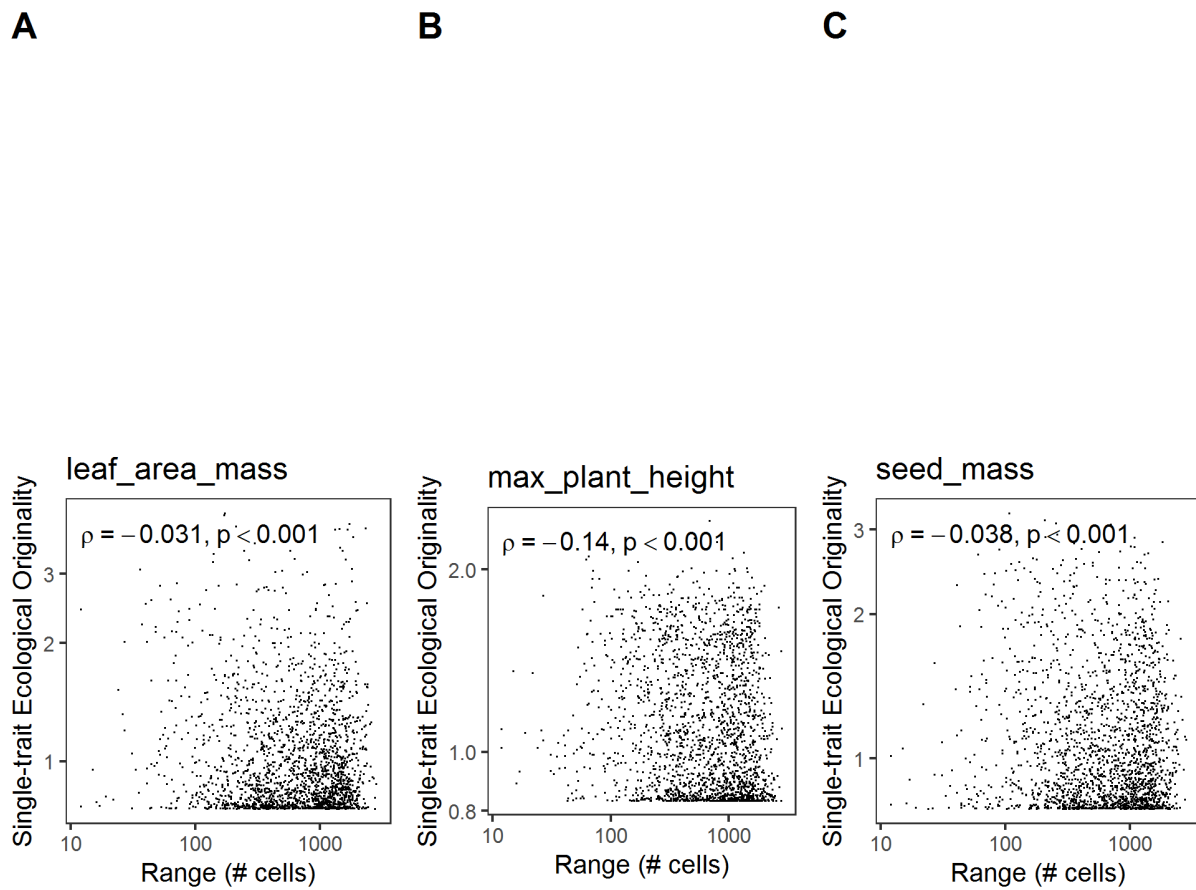 A
B
C
leaf_area_mass
Single-trait Ecological Originality
ρ = −0.031, p < 0.001
3
2
1
10
100
1000
Range (# cells)
max_plant_height
Single-trait Ecological Originality
ρ = −0.14, p < 0.001
2.0
1.0
0.8
10
100
1000
Range (# cells)
seed_mass
Single-trait Ecological Originality
ρ = −0.038, p < 0.001
3
2
1
10
100
1000
Range (# cells)